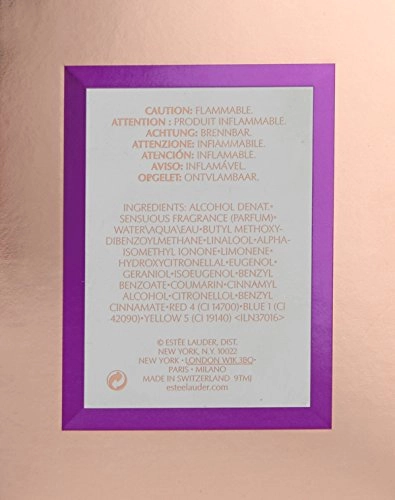 CAUTION: FLAMMABLE.
ATTENTION : PRODUIT INFLAMMABLE.
ACHTUNG: BRENNBAR.
ATTENZIONE: INFIAMMABILE.
ATENCIÓN: INFLAMABLE.
AVISO: INFLAMÁVEL.
OPGELET: ONTVLAMBAAR.
INGREDIENTS: ALCOHOL DENAT.•
SENSUOUS FRAGRANCE (PARFUM)•
WATER\AQUA\EAU•BUTYL METHOXY-
DIBENZOYLMETHANE•LINALOOL•ALPHA-
ISOMETHYL IONONE•LIMONENE•
HYDROXYCITRONELLAL•EUGENOL•
GERANIOL•ISOEUGENOL•BENZYL
BENZOATE•COUMARIN•CINNAMYL
ALCOHOL•CITRONELLOL•BENZYL
CINNAMATE•RED 4 (CI 14700)•BLUE 1 (CI
42090)•YELLOW 5 (CI 19140) <ILN37016>
© ESTÉE LAUDER, DIST.
NEW YORK, N.Y. 10022
NEW YORK • LONDON W1K 3BQ•
PARIS • MILANO
MADE IN SWITZERLAND 9TMJ
esteelauder.com